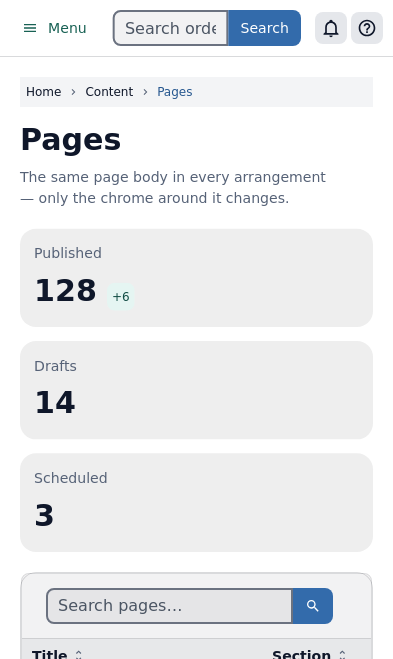 Menu
Search orde
Search
Home › Content › Pages
Pages
The same page body in every arrangement
— only the chrome around it changes.
Published
128 +6
Drafts
14
Scheduled
3
Search pages...
Title Section